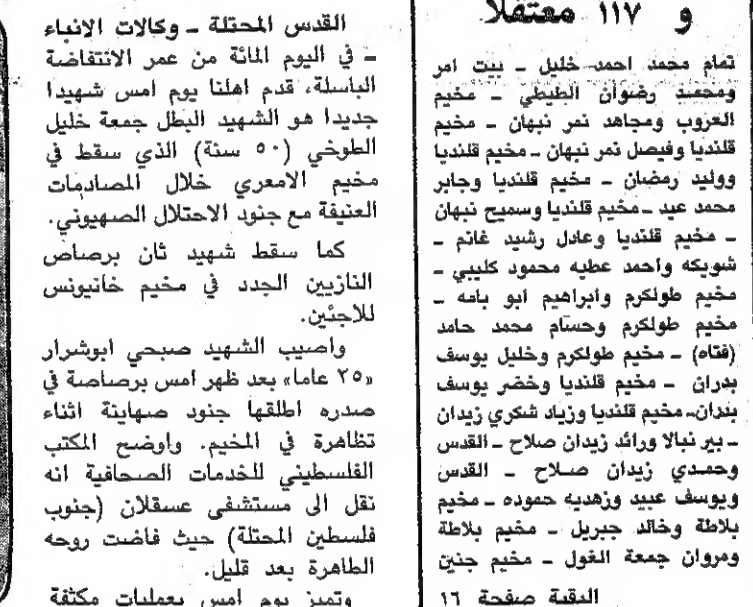 و ١١٧ معتقلاً
تمام محمد احمد خليل ـ بيت امر
ومحمد رضوان الطيطي ـ مخيم
العروب ومجاهد نمر نبهان ـ مخيم
قلنديا وفيصل نمر نبهان ـ مخيم قلنديا
ووليد رمضان ـ مخيم قلنديا وجابر
محمد عيد ـ مخيم قلنديا وسميح نبهان
ـ مخيم قلنديا وعادل رشيد غانم ـ
شويكه واحمد عطيه محمود كليبي ـ
مخيم طولكرم وابراهيم ابو بامه ـ
مخيم طولكرم وحسام محمد حامد
(فتاه) ـ مخيم طولكرم وخليل يوسف
بدران ـ مخيم قلنديا وخضر يوسف
بدران ـ مخيم قلنديا وزياد شكري زيدان
ـ بير نبالا ورائد زيدان صلاح ـ القدس
وحمدي زيدان صلاح ـ القدس
ويوسف عبيد وزهديه حموده ـ مخيم
بلاطة وخالد جبريل ـ مخيم بلاطة
ومروان جمعة الغول ـ مخيم جنين
البقية صفحة ١٦
القدس المحتلة ـ وكالات الانباء
ـ في اليوم المائة من عمر الانتفاضة
الباسلة، قدم اهلنا يوم امس شهيدا
جديدا هو الشهيد البطل جمعة خليل
الطوخي (٥٠ سنة) الذي سقط في
مخيم الامعري خلال المصادمات
العنيفة مع جنود الاحتلال الصهيوني.
كما سقط شهيد ثان برصاص
النازيين الجدد في مخيم خانيونس
للاجئين.
واصيب الشهيد صبحي ابوشرار
«٢٥ عاما» بعد ظهر امس برصاصة في
صدره اطلقها جنود صهاينة اثناء
تظاهرة في المخيم. واوضح المكتب
الفلسطيني للخدمات الصحافية انه
نقل الى مستشفى عسقلان (جنوب
فلسطين المحتلة) حيث فاضت روحه
الطاهرة بعد قليل.
وتميز يوم امس بعمليات مكثفة